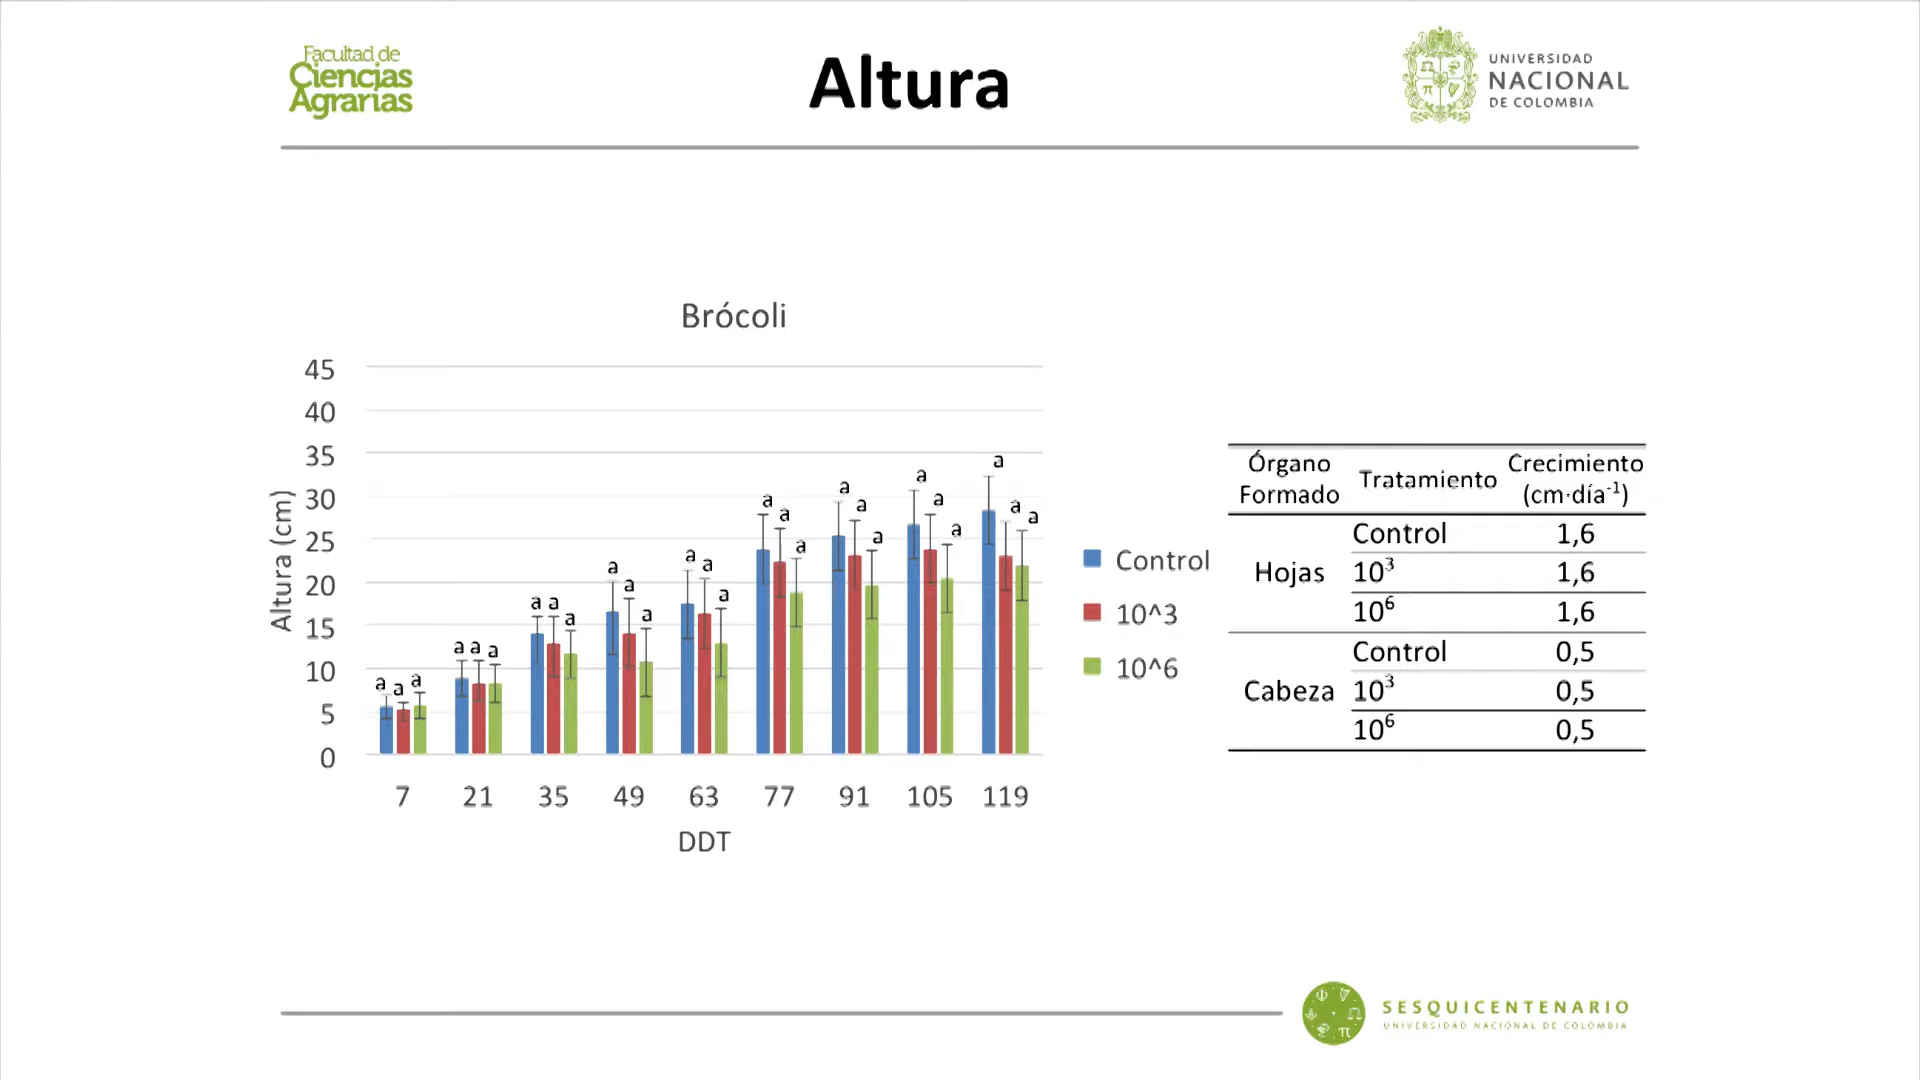 Facultad de
Ciencias
Agrarias
Altura
UNIVERSIDAD
NACIONAL
DE COLOMBIA
Brócoli
45
40
35
30
25
20
15
10
5
0
Altura (cm)
a a a
a a a
a a a
a a a
a a a
a a a
a a a
a a a
a a a
7 21 35 49 63 77 91 105 119
DDT
Control
10^3
10^6
Órgano Formado Tratamiento Crecimiento (cm·día⁻¹)
Hojas
Control 1,6
10³ 1,6
10⁶ 1,6
Cabeza
Control 0,5
10³ 0,5
10⁶ 0,5
SESQUICENTENARIO
UNIVERSIDAD NACIONAL DE COLOMBIA